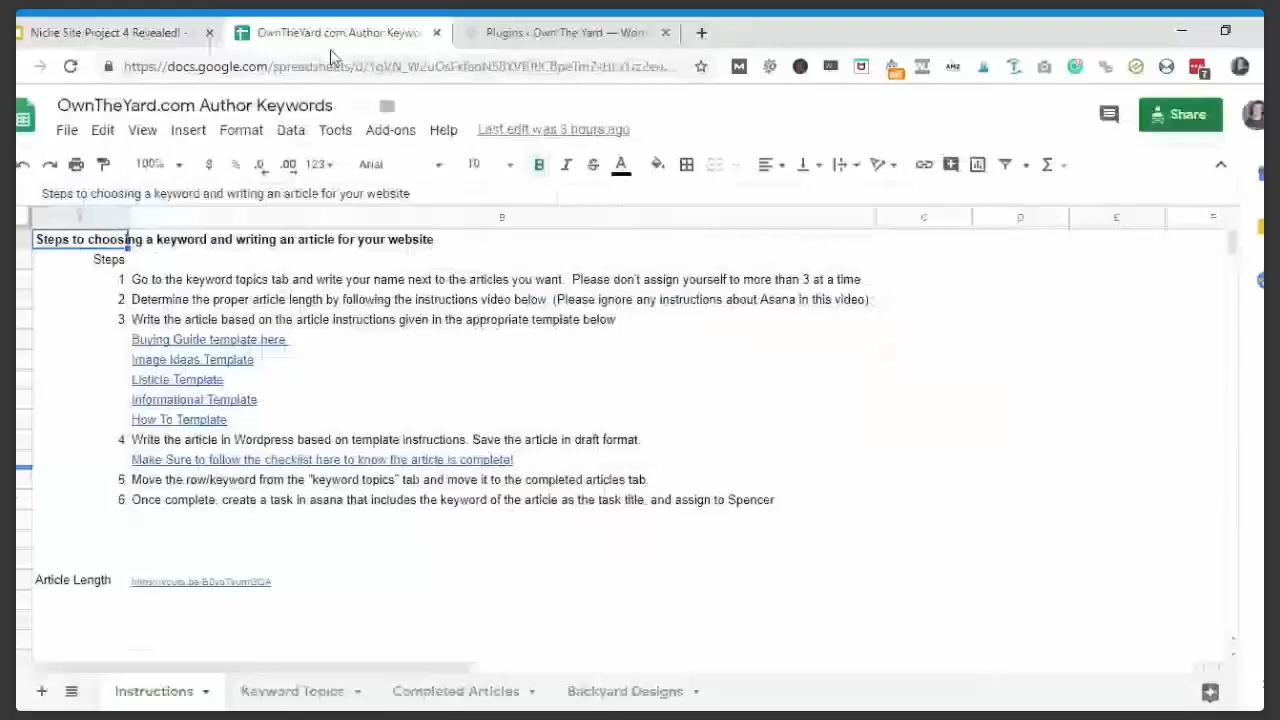 Niche Site Project 4 Revealed! -
OwnTheYard.com Author Keywo
Plugins ‹ Own The Yard — Wor
OwnTheYard.com Author Keywords
File Edit View Insert Format Data Tools Add-ons Help Last edit was 3 hours ago
Share
100% $ % .0 .00 123 Arial 10 B I S A
Steps to choosing a keyword and writing an article for your website
B C D E F
Steps to choosing a keyword and writing an article for your website
Steps
1 Go to the keyword topics tab and write your name next to the articles you want. Please don't assign yourself to more than 3 at a time
2 Determine the proper article length by following the instructions video below (Please ignore any instructions about Asana in this video)
3 Write the article based on the article instructions given in the appropriate template below
Buying Guide template here
Image Ideas Template
Listicle Template
Informational Template
How To Template
4 Write the article in Wordpress based on template instructions. Save the article in draft format.
Make Sure to follow the checklist here to know the article is complete!
5 Move the row/keyword from the "keyword topics" tab and move it to the completed articles tab.
6 Once complete, create a task in asana that includes the keyword of the article as the task title, and assign to Spencer
Article Length
Instructions Keyword Topics Completed Articles Backyard Designs